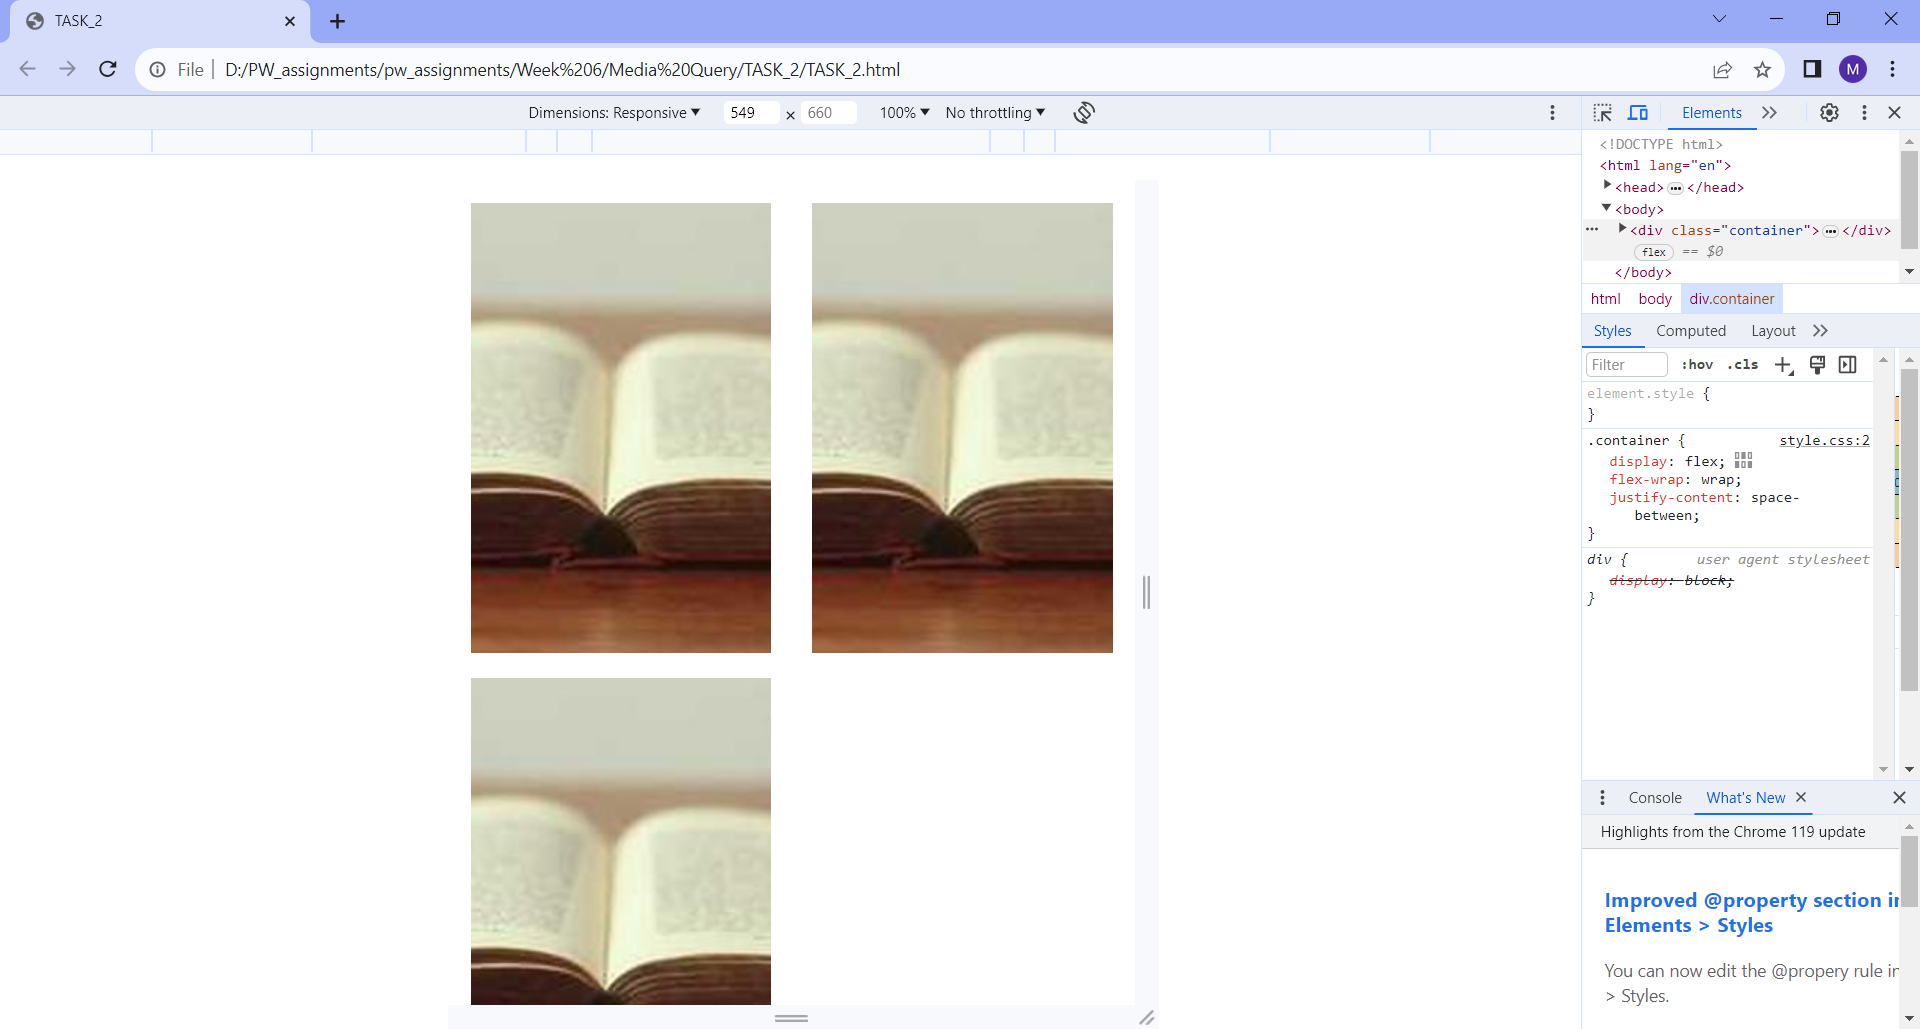 TASK_2
File
D:/PW_assignments/pw_assignments/Week%206/Media%20Query/TASK_2/TASK_2.html
M
Dimensions: Responsive
549
×
660
100%
No throttling
Elements
<!DOCTYPE html>
<html lang="en">
<head> ••• </head>
<body>
••• <div class="container"> ••• </div>
flex == $0
</body>
html body div.container
Styles Computed Layout
Filter :hov .cls
element.style {
}
.container { style.css:2
display: flex;
flex-wrap: wrap;
justify-content: space-
between;
}
div { user agent stylesheet
display: block;
}
Console What's New
Highlights from the Chrome 119 update
Improved @property section in
Elements > Styles
You can now edit the @propery rule in
> Styles.